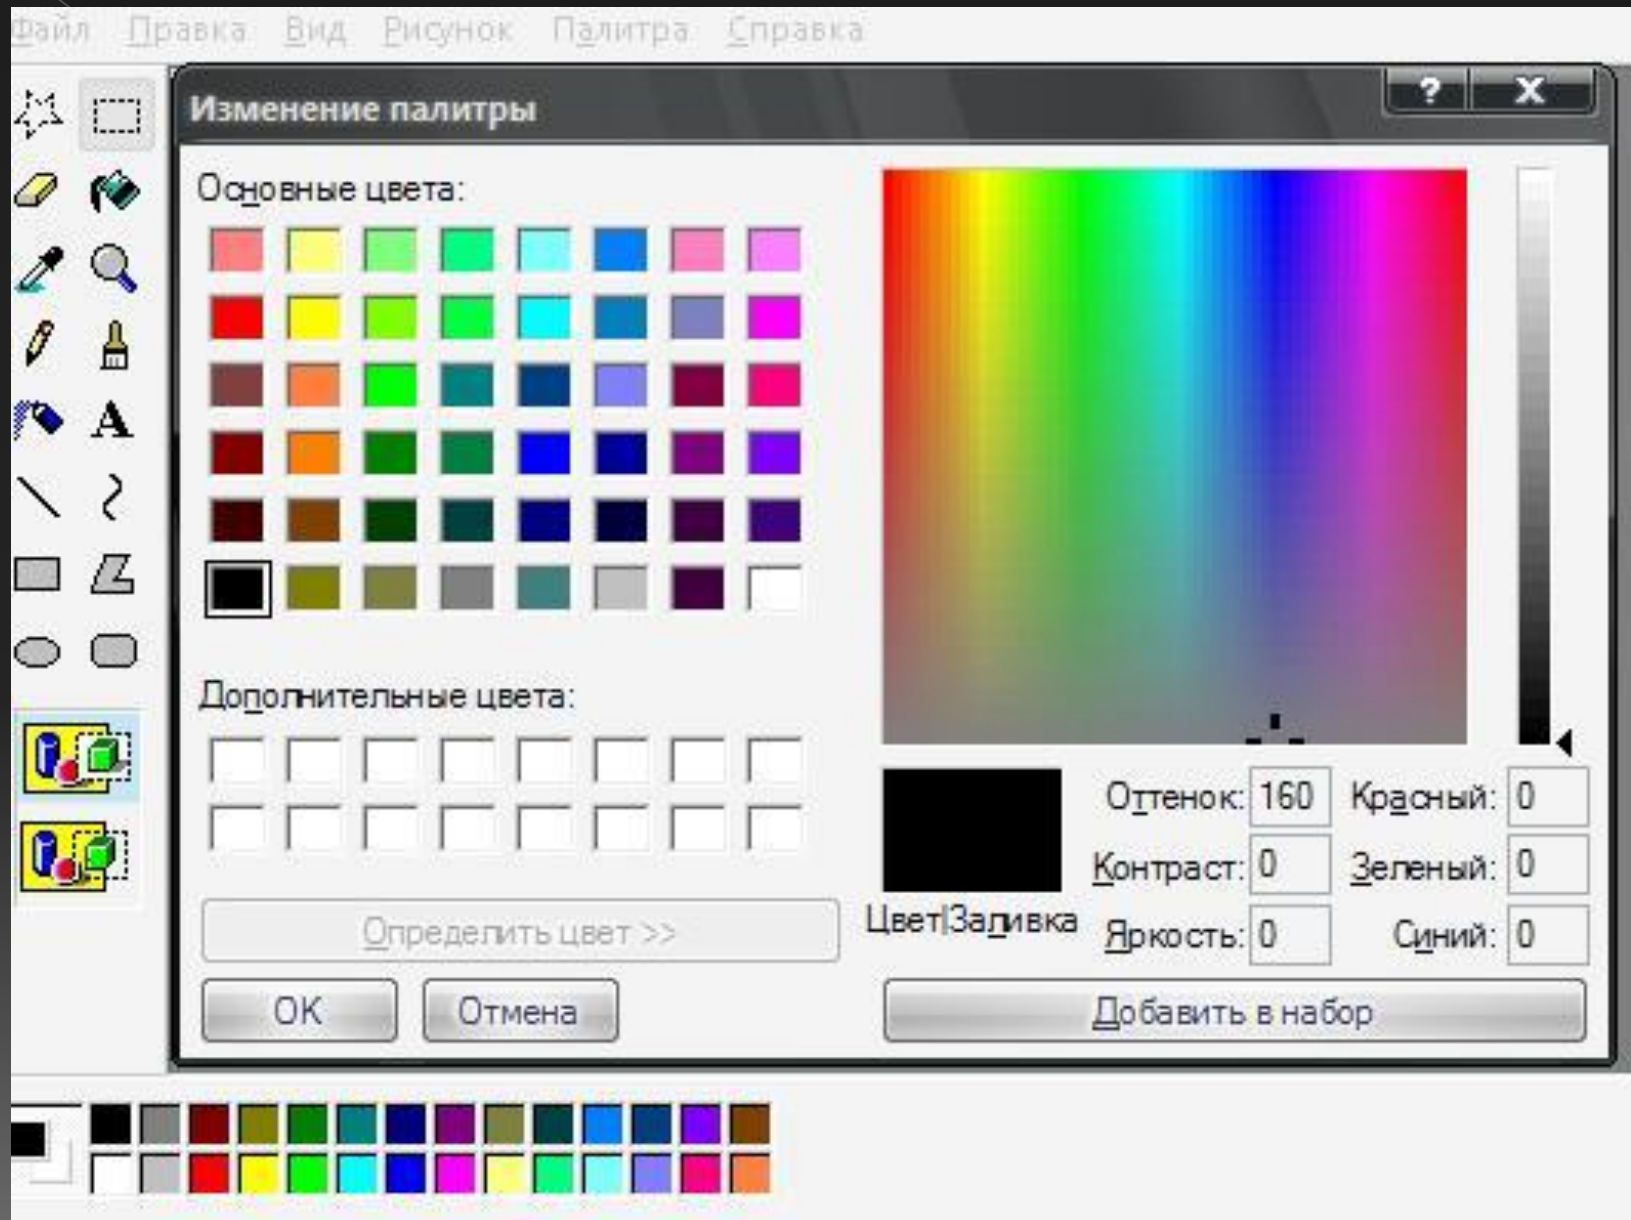 Файл Правка Вид Рисунок Палитра Справка
Изменение палитры
? X
Основные цвета:
A
Дополнительные цвета:
Определить цвет >>
OK Отмена
Цвет|Заливка
Оттенок: 160 Красный: 0
Контраст: 0 Зеленый: 0
Яркость: 0 Синий: 0
Добавить в набор